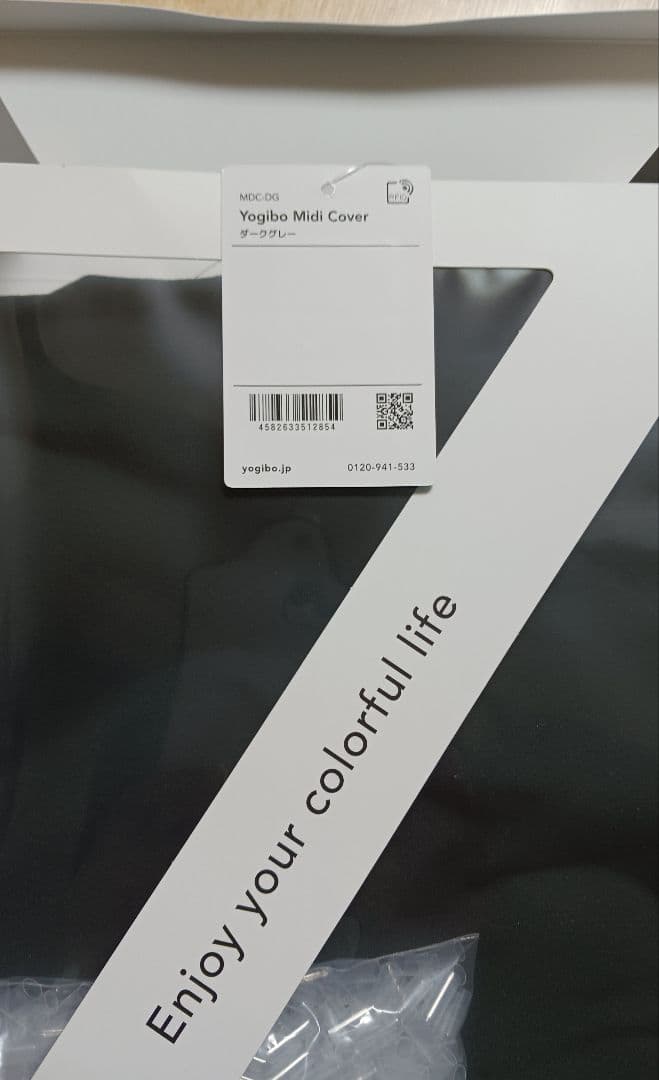 MDC-DG
RFID
Yogibo Midi Cover
ダークグレー
4582633512854
yogibo.jp
0120-941-533
Enjoy your colorful life